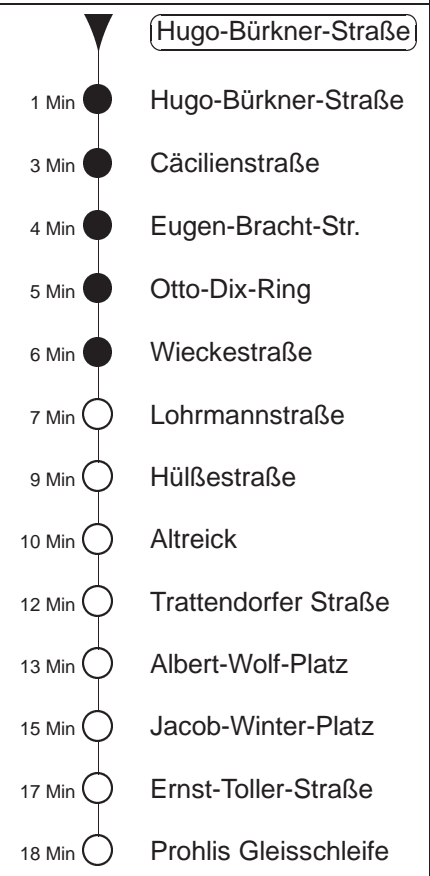 Hugo-Bürkner-Straße
1 Min Hugo-Bürkner-Straße
3 Min Cäcilienstraße
4 Min Eugen-Bracht-Str.
5 Min Otto-Dix-Ring
6 Min Wieckestraße
7 Min Lohrmannstraße
9 Min Hülßestraße
10 Min Altreick
12 Min Trattendorfer Straße
13 Min Albert-Wolf-Platz
15 Min Jacob-Winter-Platz
17 Min Ernst-Toller-Straße
18 Min Prohlis Gleisschleife